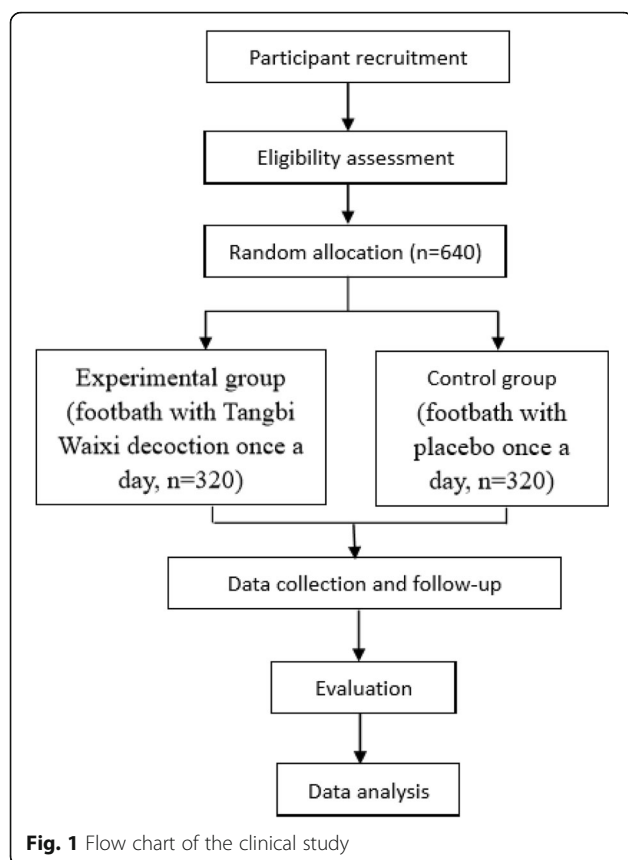 Participant recruitment
Eligibility assessment
Random allocation (n=640)
Experimental group
(footbath with Tangbi
Waixi decoction once a
day, n=320)
Control group
(footbath with
placebo once a
day, n=320)
Data collection and follow-up
Evaluation
Data analysis
Fig. 1 Flow chart of the clinical study